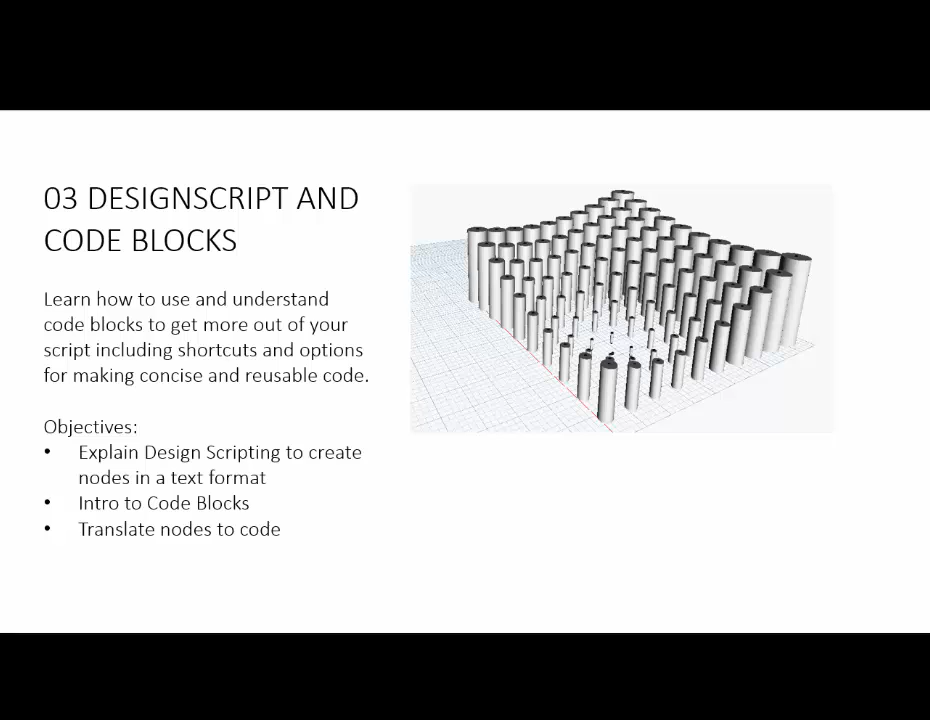 03 DESIGNSCRIPT AND
CODE BLOCKS
Learn how to use and understand
code blocks to get more out of your
script including shortcuts and options
for making concise and reusable code.
Objectives:
• Explain Design Scripting to create
nodes in a text format
• Intro to Code Blocks
• Translate nodes to code